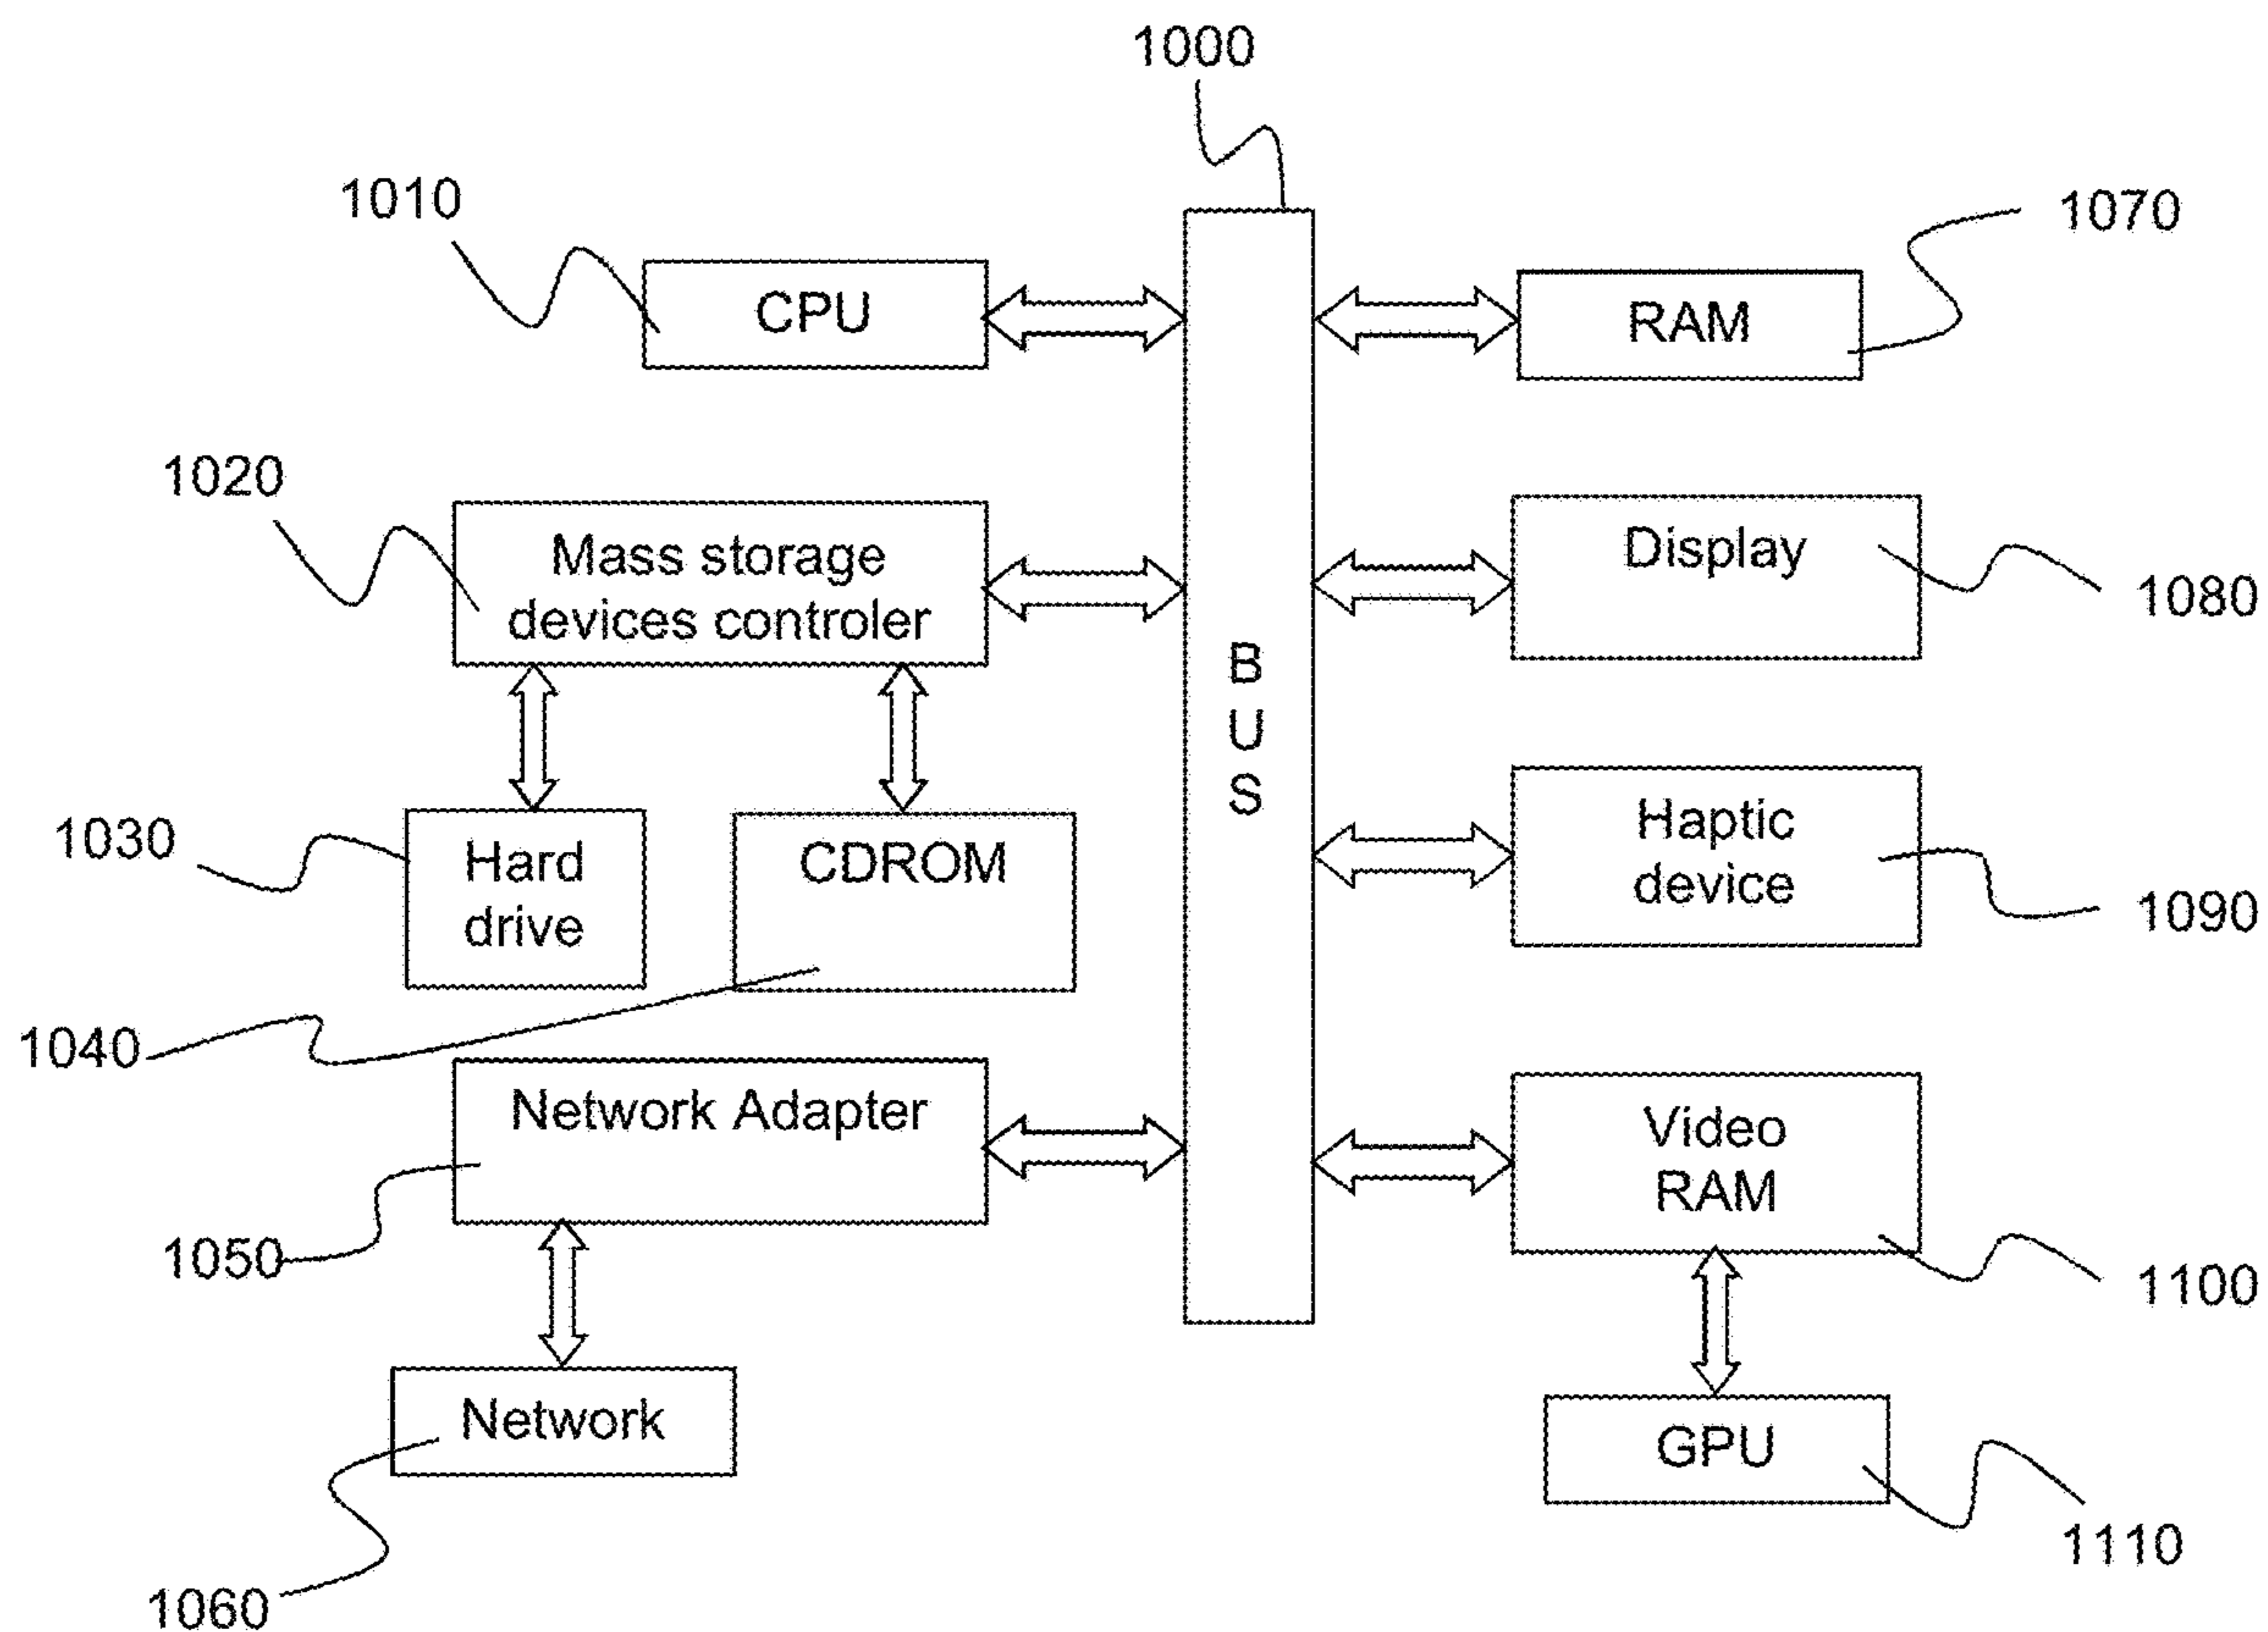 1000
1010
1070
CPU
RAM
1020
Mass storage
devices controler
Display
1080
B
U
S
1030
Hard
drive
CDROM
Haptic
device
1090
1040
Network Adapter
Video
RAM
1050
1100
Network
GPU
1060
1110